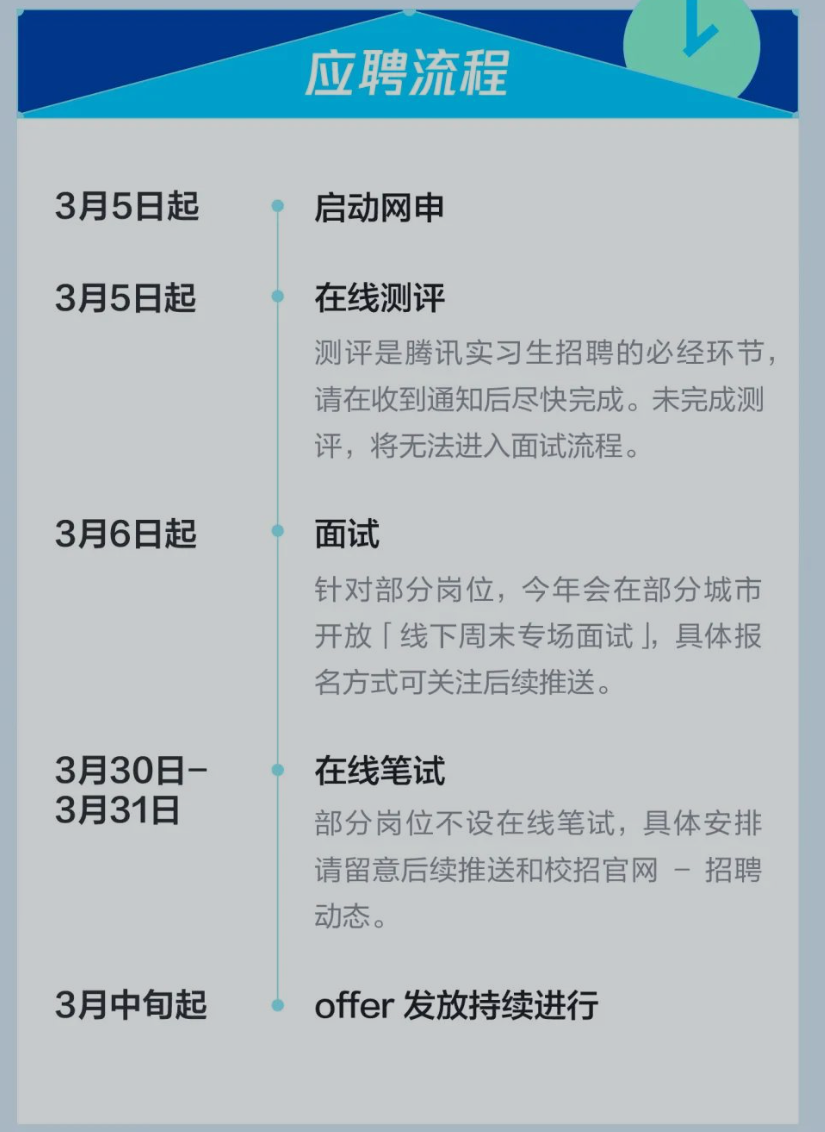 应聘流程
3月5日起
启动网申
3月5日起
在线测评
测评是腾讯实习生招聘的必经环节，
请在收到通知后尽快完成。未完成测
评，将无法进入面试流程。
3月6日起
面试
针对部分岗位，今年会在部分城市
开放「线下周末专场面试」，具体报
名方式可关注后续推送。
3月30日-
3月31日
在线笔试
部分岗位不设在线笔试，具体安排
请留意后续推送和校招官网 - 招聘
动态。
3月中旬起
offer 发放持续进行